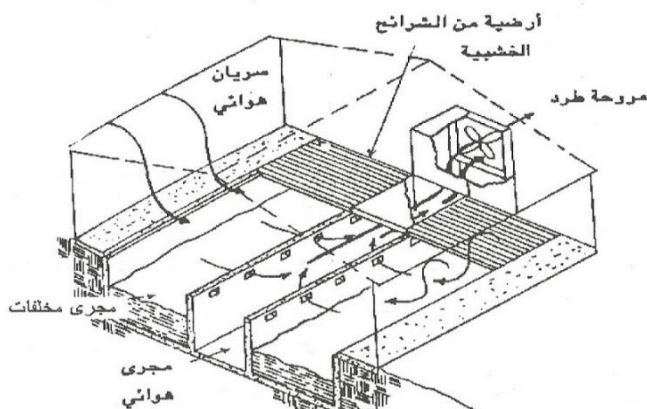 أرضية من الشرائح
الخشبية
سريان
هوائي
مروحة طرد
مجرى مخلفات
مجرى
هوائي